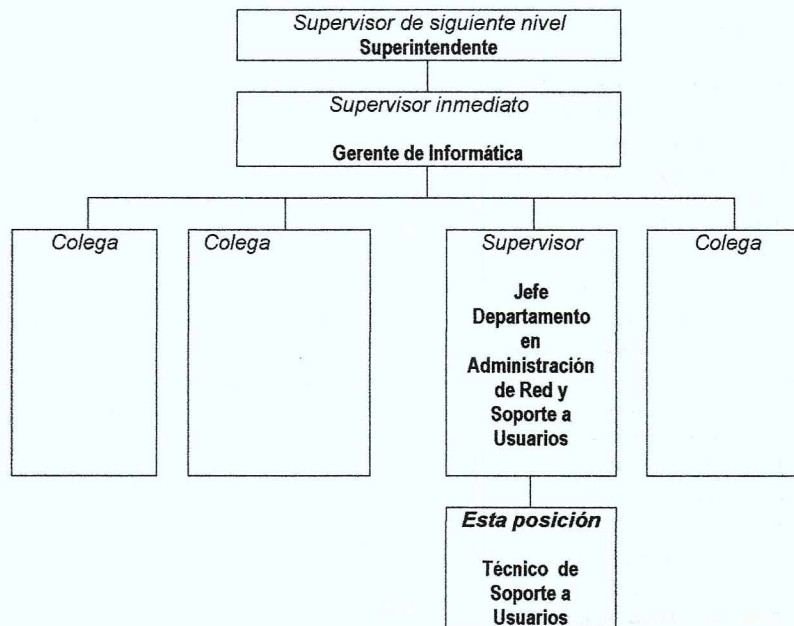 Supervisor de siguiente nivel
Superintendente
Supervisor inmediato
Gerente de Informática
Colega
Colega
Supervisor
Jefe
Departamento
en
Administración
de Red y
Soporte a
Usuarios
Colega
Esta posición
Técnico de
Soporte a
Usuarios